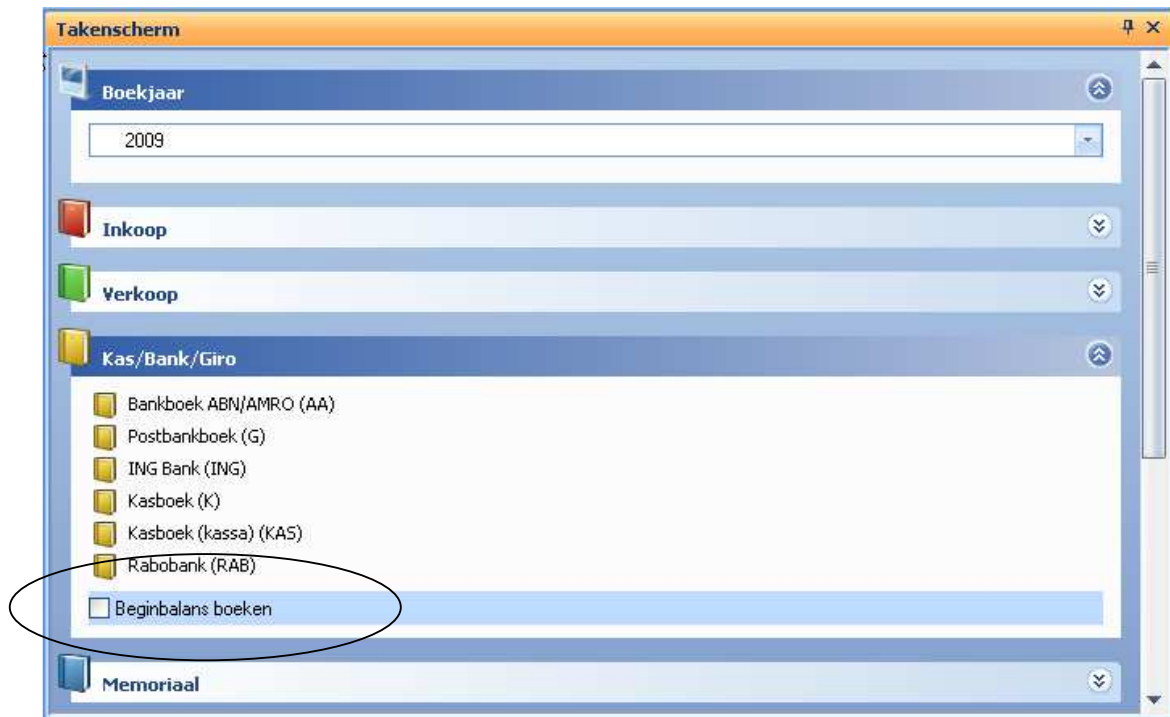 Takenscherm
Boekjaar
2009
Inkoop
Verkoop
Kas/Bank/Giro
Bankboek ABN/AMRO (AA)
Postbankboek (G)
ING Bank (ING)
Kasboek (K)
Kasboek (kassa) (KAS)
Rabobank (RAB)
Beginbalans boeken
Memoriaal